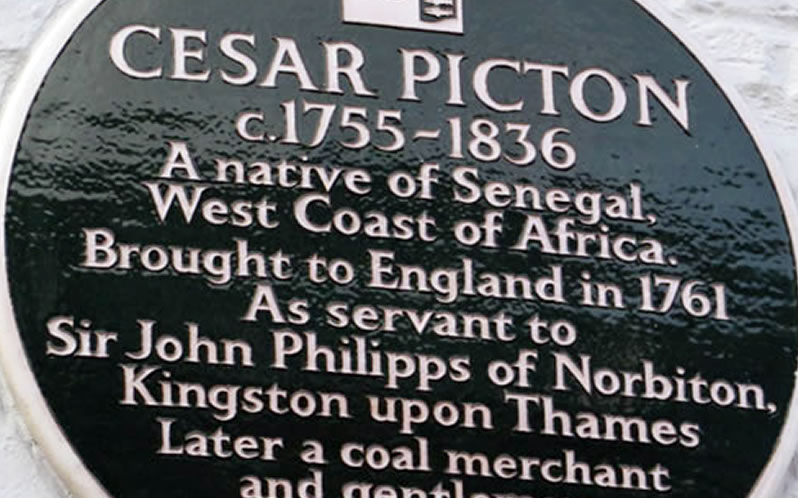 CESAR PICTON
c.1755-1836
A native of Senegal,
West Coast of Africa.
Brought to England in 1761
As servant to
Sir John Philipps of Norbiton,
Kingston upon Thames
Later a coal merchant
and